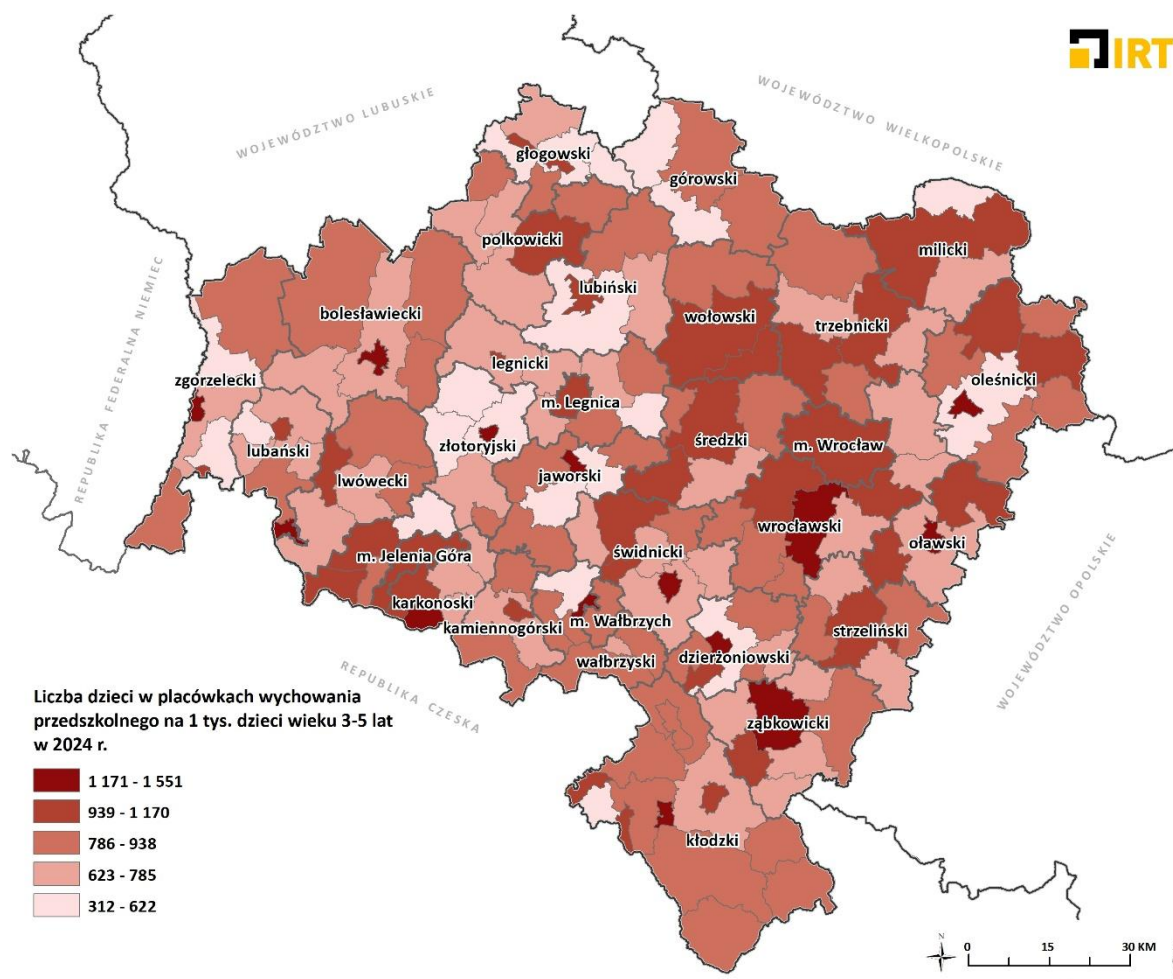 IRT
WOJEWÓDZTWO LUBUSKIE
WOJEWÓDZTWO WIELKOPOLSKIE
głogowski
górowski
milicki
polkowicki
lubiński
bolesławiecki
wołowski
trzebnicki
REPUBLIKA FEDERALNA NIEMIEC
legnicki
zgorzelecki
oleśnicki
m. Legnica
średzki
złotoryjski
m. Wrocław
lubański
jaworski
lwówecki
wrocławski
oławski
świdnicki
m. Jelenia Góra
karkonoski
m. Wałbrzych
kamiennogórski
strzeliński
dzierżoniowski
wałbrzyski
WOJEWÓDZTWO OPOLSKIE
REPUBLIKA CZESKA
ząbkowicki
kłodzki
Liczba dzieci w placówkach wychowania
przedszkolnego na 1 tys. dzieci wieku 3-5 lat
w 2024 r.
1 171 - 1 551
939 - 1 170
786 - 938
623 - 785
312 - 622
N
0 15 30 KM